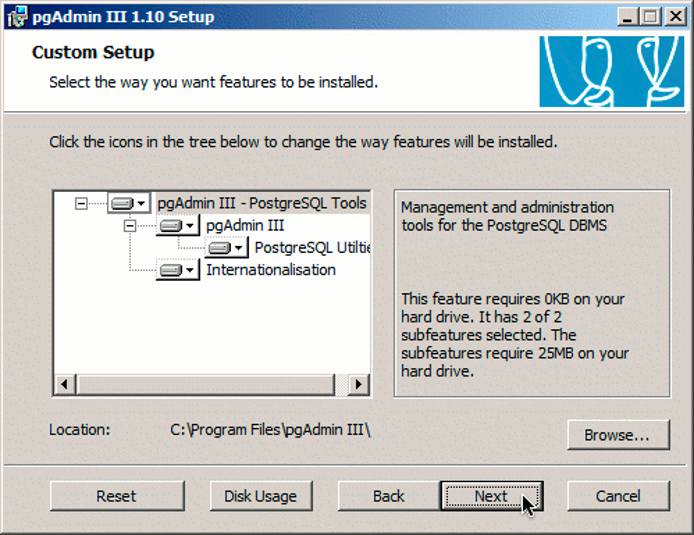 pgAdmin III 1.10 Setup
Custom Setup
Select the way you want features to be installed.
Click the icons in the tree below to change the way features will be installed.
pgAdmin III - PostgreSQL Tools
pgAdmin III
PostgreSQL Utiltie
Internationalisation
Management and administration
tools for the PostgreSQL DBMS
This feature requires 0KB on your
hard drive. It has 2 of 2
subfeatures selected. The
subfeatures require 25MB on your
hard drive.
Location: C:\Program Files\pgAdmin III\
Browse...
Reset Disk Usage Back Next Cancel